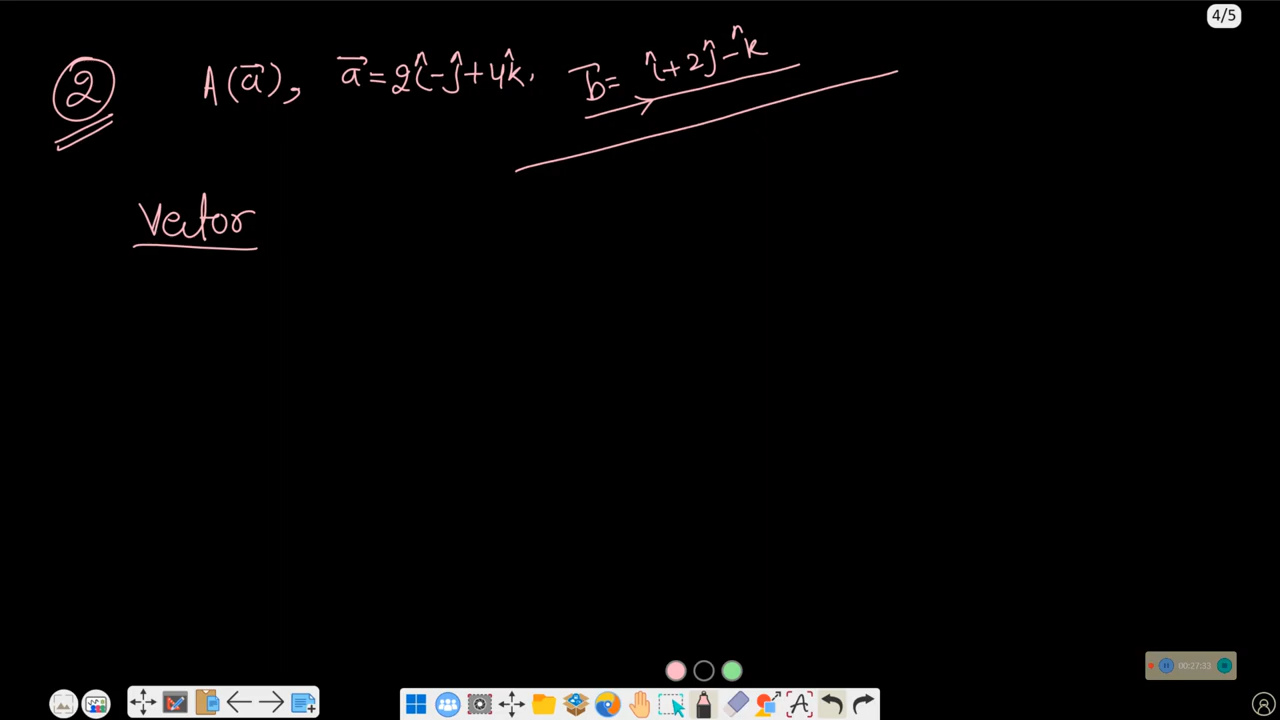 4/5
② A(a⃗), a⃗ = 2î - ĵ + 4k̂. b⃗ = î + 2ĵ - k̂
Vector
00:27:33